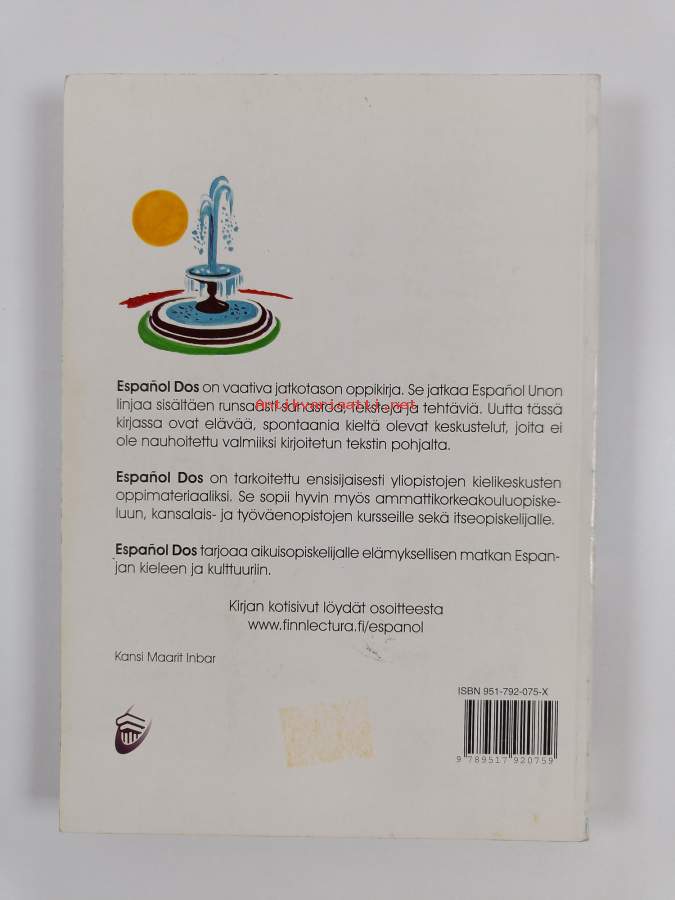 Español Dos on vaativa jatkotason oppikirja. Se jatkaa Español Unon
linjaa sisältäen runsaasti sanastoa, tekstejä ja tehtäviä. Uutta tässä
Antikvariaatti.net
kirjassa ovat elävää, spontaania kieltä olevat keskustelut, joita ei
ole nauhoitettu valmiiksi kirjoitetun tekstin pohjalta.
Español Dos on tarkoitettu ensisijaisesti yliopistojen kielikeskusten
oppimateriaaliksi. Se sopii hyvin myös ammattikorkeakouluopiske-
luun, kansalais- ja työväenopistojen kursseille sekä itseopiskelijalle.
Español Dos tarjoaa aikuisopiskelijalle elämyksellisen matkan Espan-
jan kieleen ja kulttuuriin.
Kirjan kotisivut löydät osoitteesta
www.finnlectura.fi/espanol
Kansi Maarit Inbar
ISBN 951-792-075-X
9 789517 920759